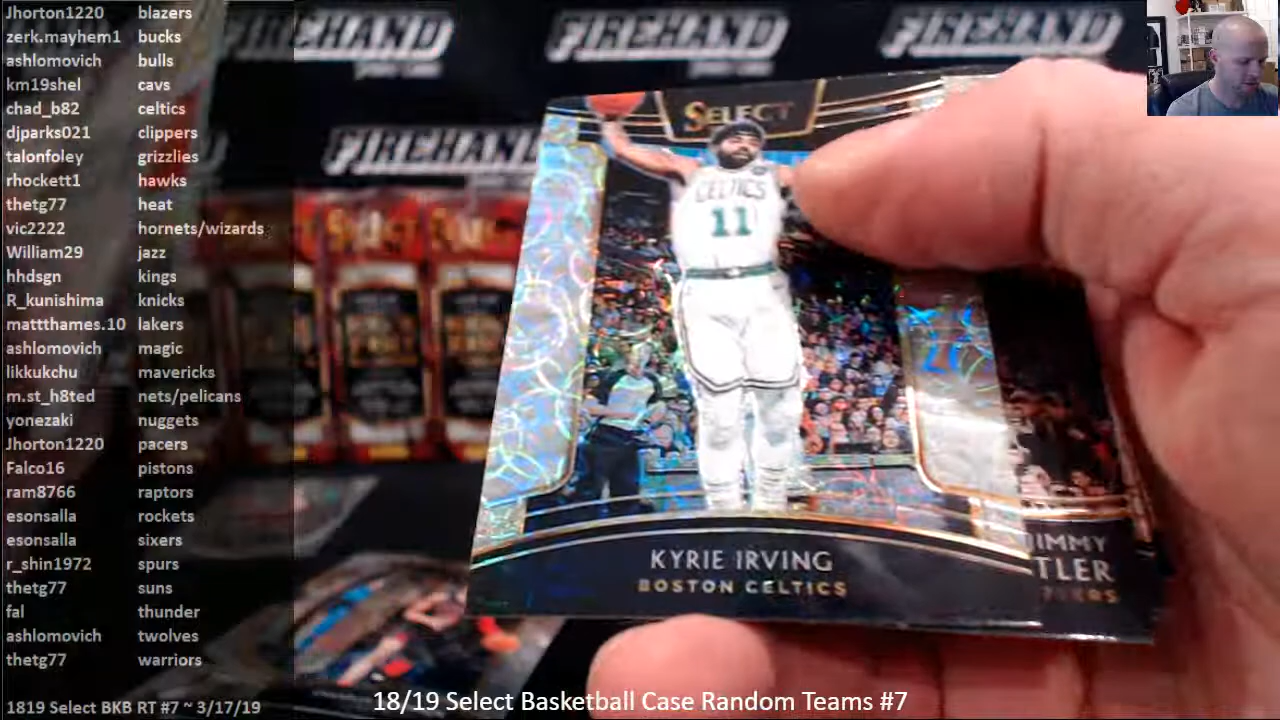 Jhorton1220 blazers
zerk.mayhem1 bucks
ashlomovich bulls
km19shel cavs
chad_b82 celtics
djparks021 clippers
talonfoley grizzlies
rhockett1 hawks
thetg77 heat
vic2222 hornets/wizards
William29 jazz
hhdsgn kings
R_kunishima knicks
mattthames.10 lakers
ashlomovich magic
likkukchu mavericks
m.st_h8ted nets/pelicans
yonezaki nuggets
Jhorton1220 pacers
Falco16 pistons
ram8766 raptors
esonsalla rockets
esonsalla sixers
r_shin1972 spurs
thetg77 suns
fal thunder
ashlomovich twolves
thetg77 warriors
1819 Select BKB RT #7 ~ 3/17/19
FIREHAND
FIREHAND
FIREHAND
FIREHAND
SELECT
CELTICS
11
KYRIE IRVING
BOSTON CELTICS
18/19 Select Basketball Case Random Teams #7